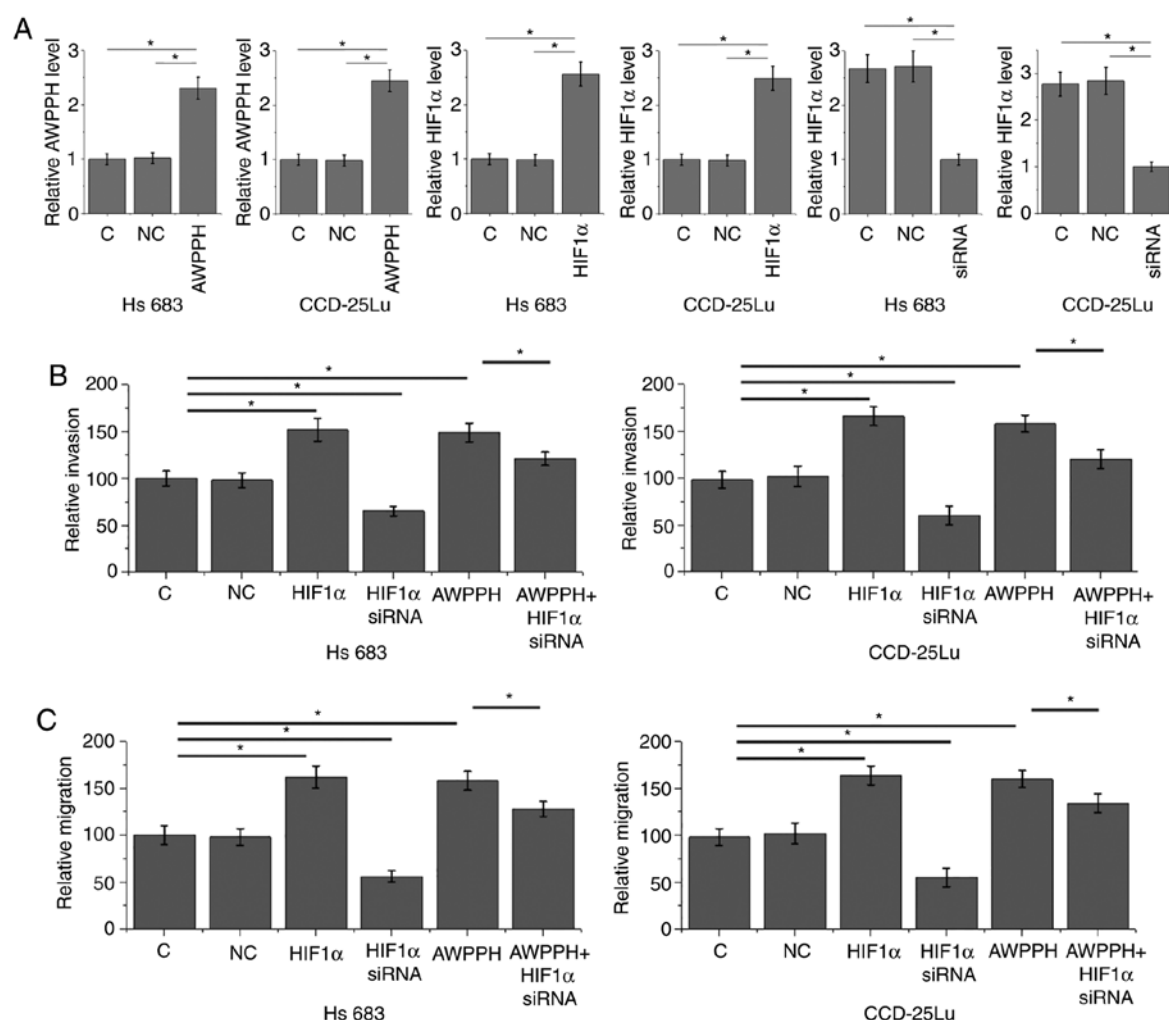 A
* * * * * *
* * * * * *
Relative AWPPH level
3
2
1
0
C NC AWPPH
Hs 683
Relative AWPPH level
3
2
1
0
C NC AWPPH
CCD-25Lu
Relative HIF1α level
3
2
1
0
C NC HIF1α
Hs 683
Relative HIF1α level
3
2
1
0
C NC HIF1α
CCD-25Lu
Relative HIF1α level
3
2
1
0
C NC siRNA
Hs 683
Relative HIF1α level
3
2
1
0
C NC siRNA
CCD-25Lu
B
*
*
*
*
Relative invasion
200
150
100
50
0
C NC HIF1α HIF1α AWPPH AWPPH+
siRNA HIF1α
siRNA
Hs 683
*
*
*
*
Relative invasion
200
150
100
50
0
C NC HIF1α HIF1α AWPPH AWPPH+
siRNA HIF1α
siRNA
CCD-25Lu
C
*
*
*
*
Relative migration
200
150
100
50
0
C NC HIF1α HIF1α AWPPH AWPPH+
siRNA HIF1α
siRNA
Hs 683
*
*
*
*
Relative migration
200
150
100
50
0
C NC HIF1α HIF1α AWPPH AWPPH+
siRNA HIF1α
siRNA
CCD-25Lu